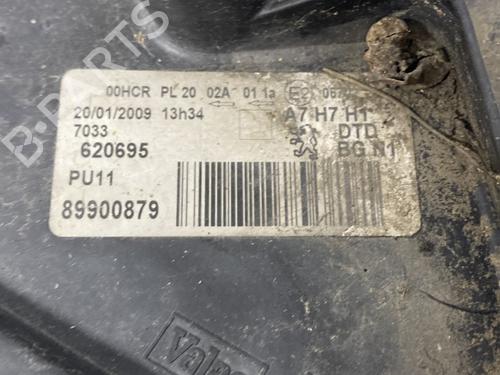 00HCR PL 20 02A 01 1a E2
20/01/2009 13h34 A7 H7 H1
7033 DTD
620695 BG N1
PU11
89900879
B-PARTS